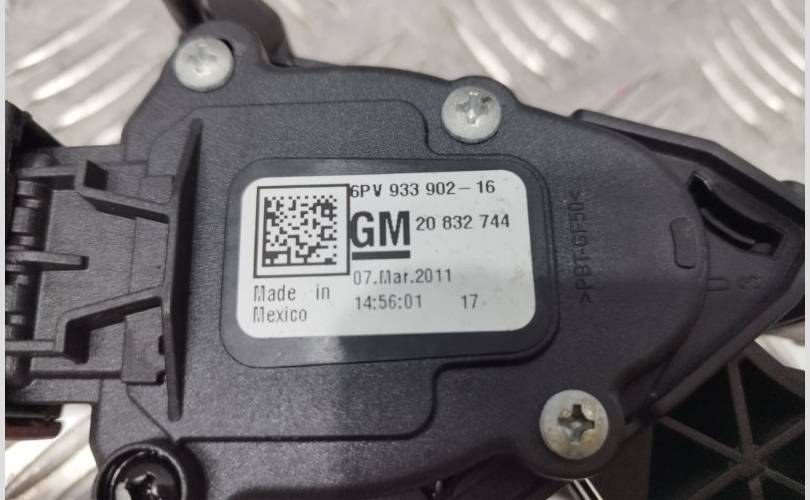 6PV 933 902-16
GM 20 832 744
07.Mar.2011
Made in
Mexico
14:56:01 17
>PBT-GF50<